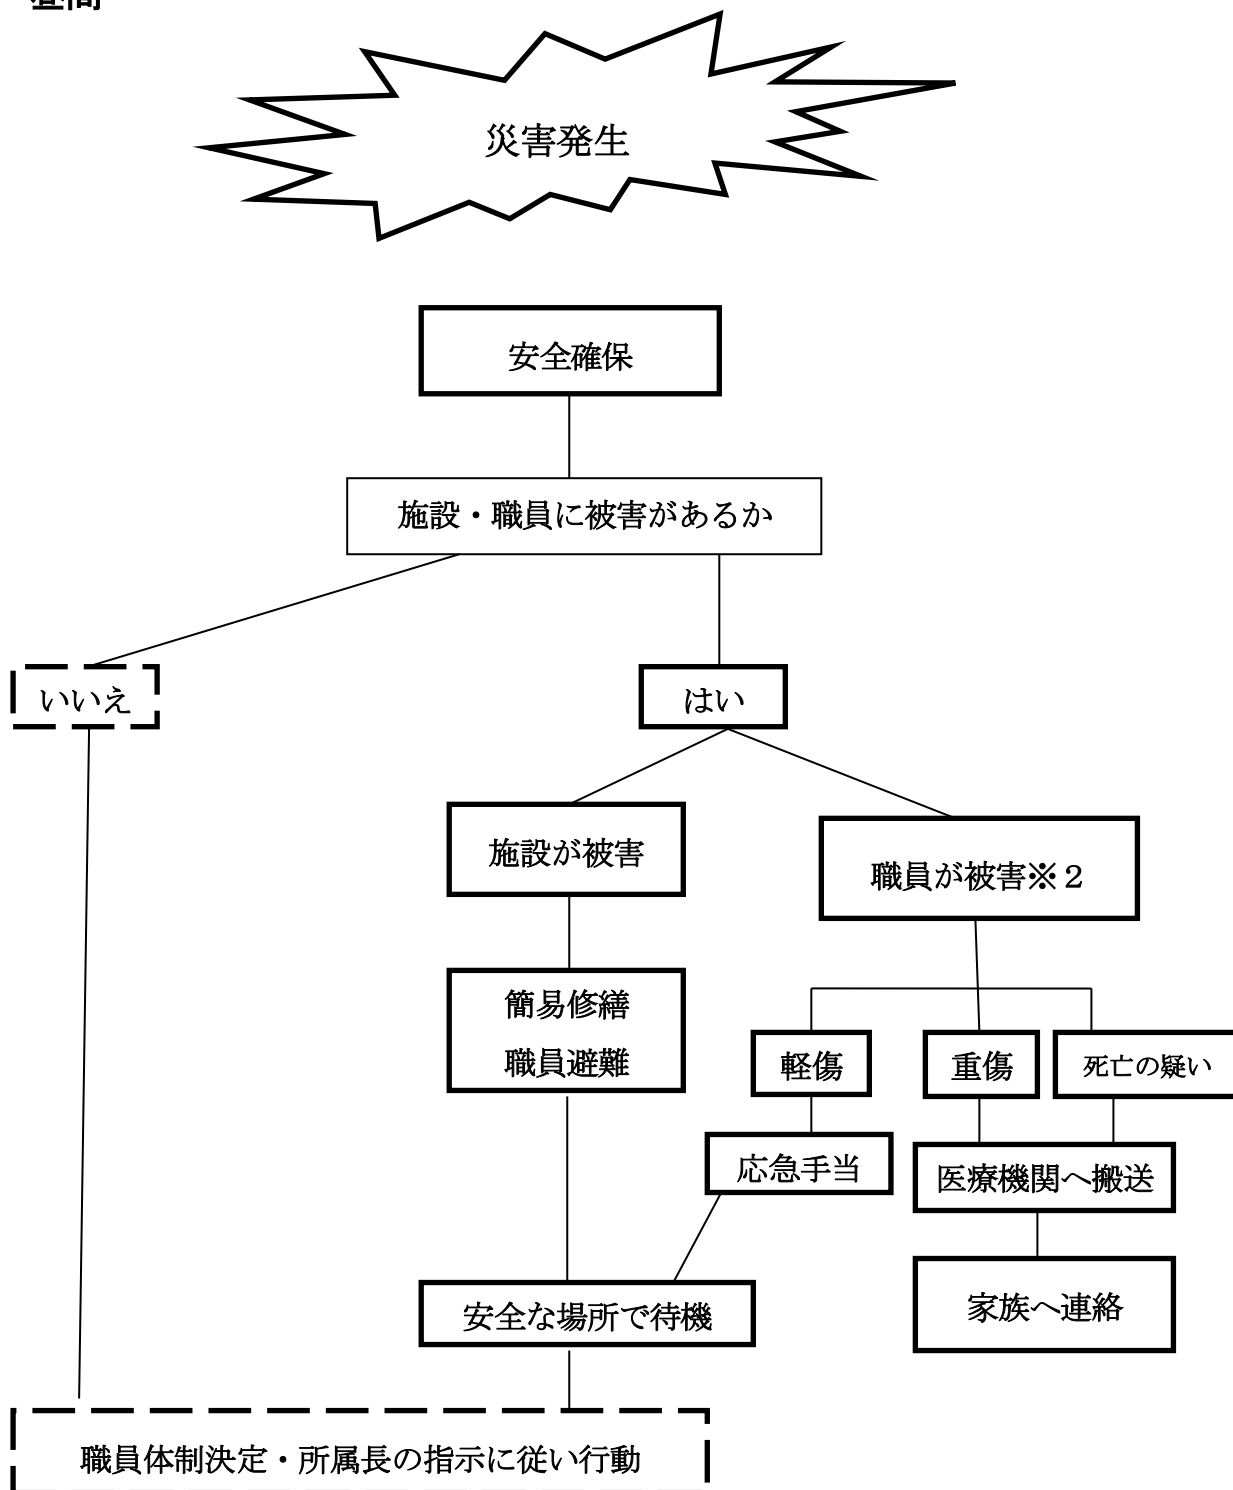 昼間
災害発生
安全確保
施設・職員に被害があるか
いいえ
はい
施設が被害
職員が被害※２
簡易修繕
職員避難
軽傷
重傷
死亡の疑い
応急手当
医療機関へ搬送
安全な場所で待機
家族へ連絡
職員体制決定・所属長の指示に従い行動